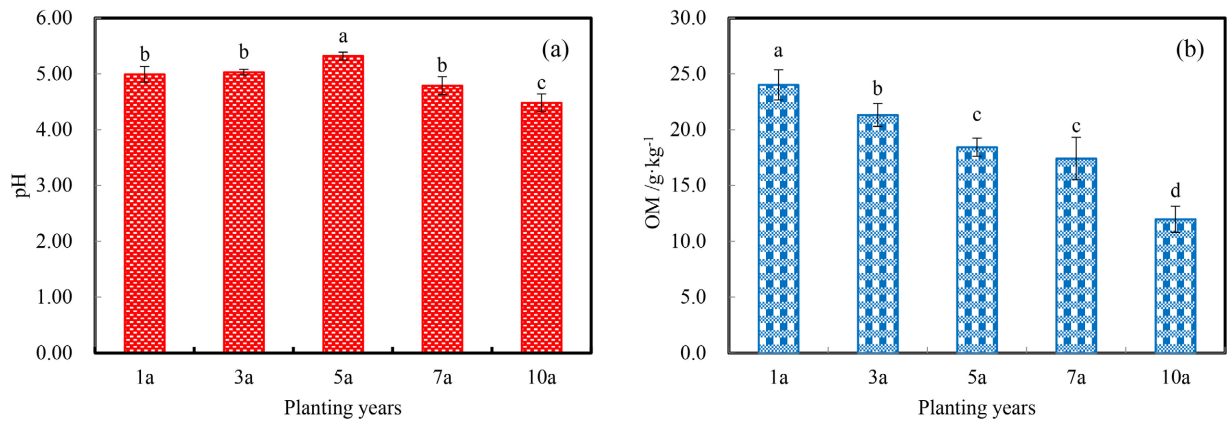 6.00
5.00
4.00
3.00
2.00
1.00
0.00
pH
b
b
a
b
c
(a)
1a 3a 5a 7a 10a
Planting years
30.0
25.0
20.0
15.0
10.0
5.0
0.0
OM /g·kg⁻¹
a
b
c
c
d
(b)
1a 3a 5a 7a 10a
Planting years